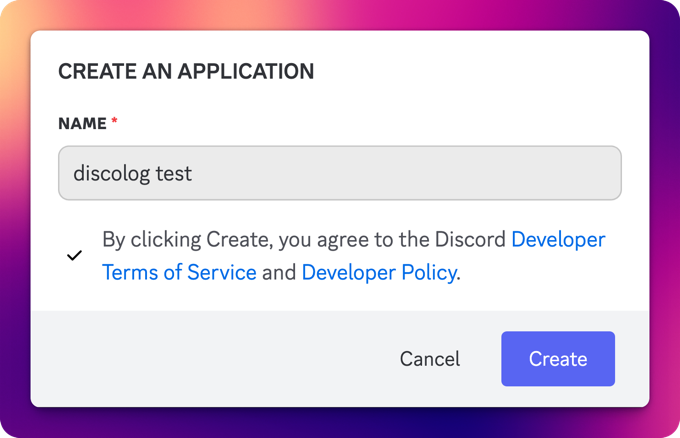 CREATE AN APPLICATION
NAME *
discolog test
By clicking Create, you agree to the Discord Developer
Terms of Service and Developer Policy.
Cancel
Create